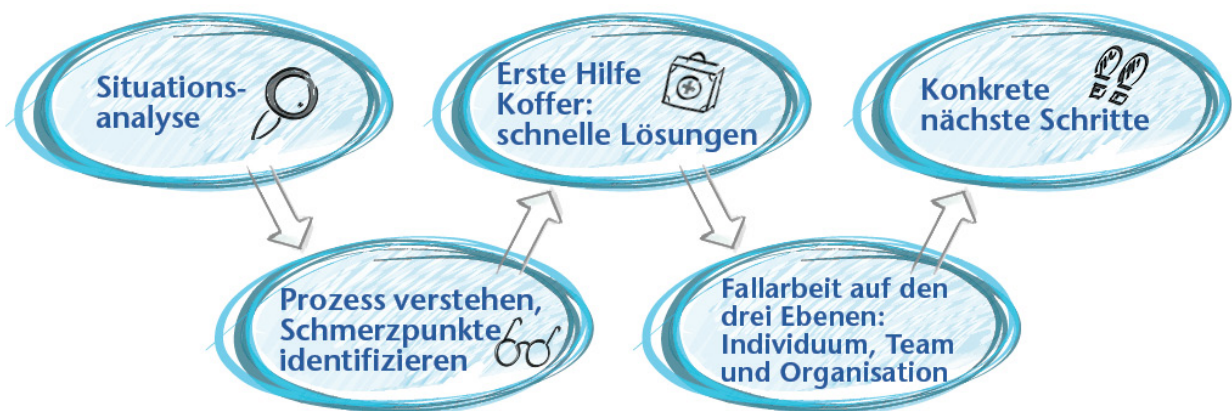 Situations-
analyse
Prozess verstehen,
Schmerzpunkte
identifizieren
Erste Hilfe
Koffer:
schnelle Lösungen
Fallarbeit auf den
drei Ebenen:
Individuum, Team
und Organisation
Konkrete
nächste Schritte